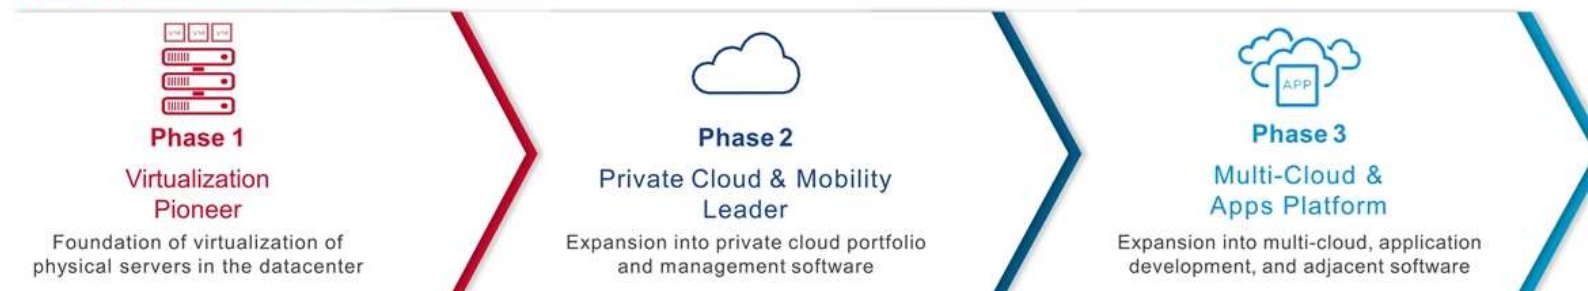 VM VM VM
Phase 1
Virtualization
Pioneer
Foundation of virtualization of
physical servers in the datacenter
Phase 2
Private Cloud & Mobility
Leader
Expansion into private cloud portfolio
and management software
APP
Phase 3
Multi-Cloud &
Apps Platform
Expansion into multi-cloud, application
development, and adjacent software